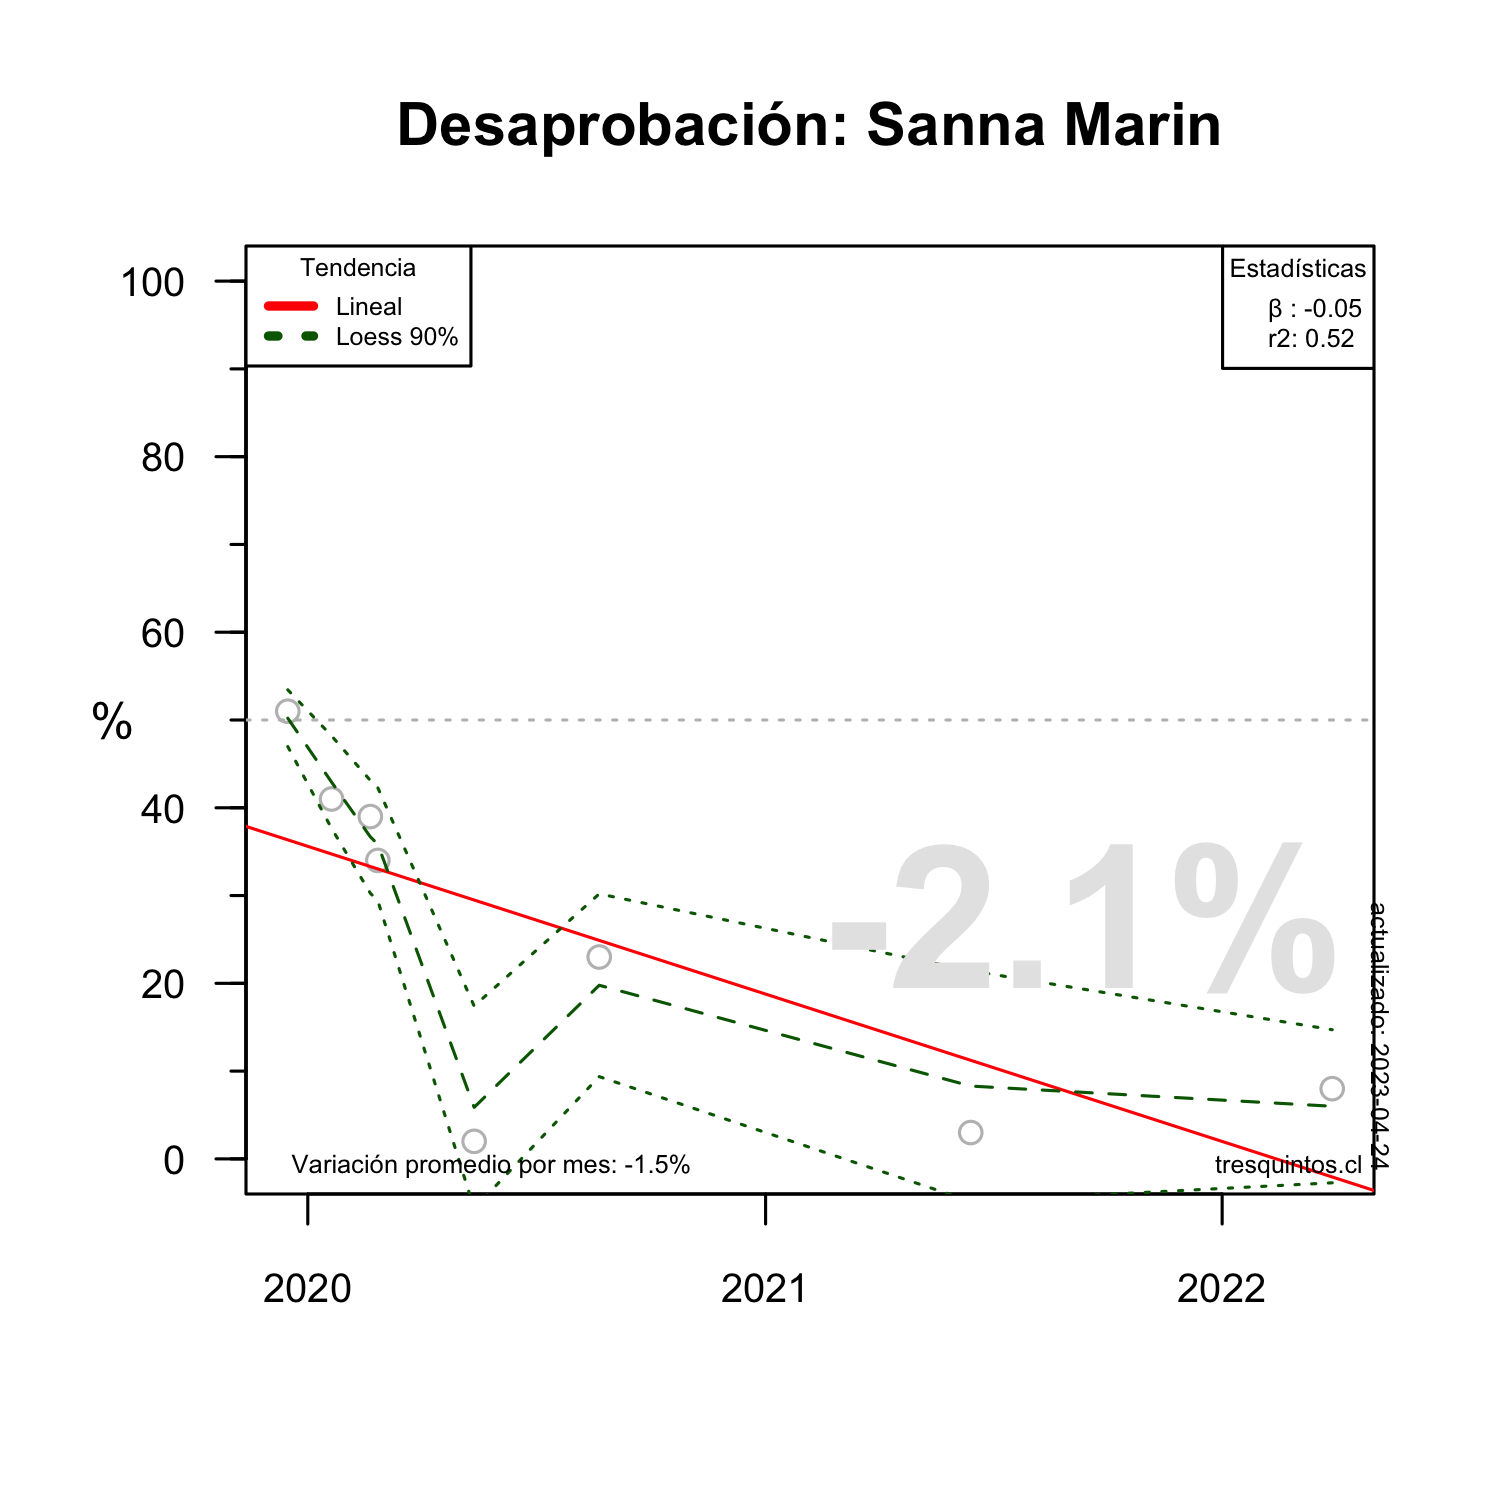 Desaprobación: Sanna Marin
Tendencia
Lineal
Loess 90%
Estadísticas
β : -0.05
r2: 0.52
100
80
60
%
40
20
0
-2.1%
actualizado: 2023-04-24
Variación promedio por mes: -1.5%
tresquintos.cl
2020
2021
2022